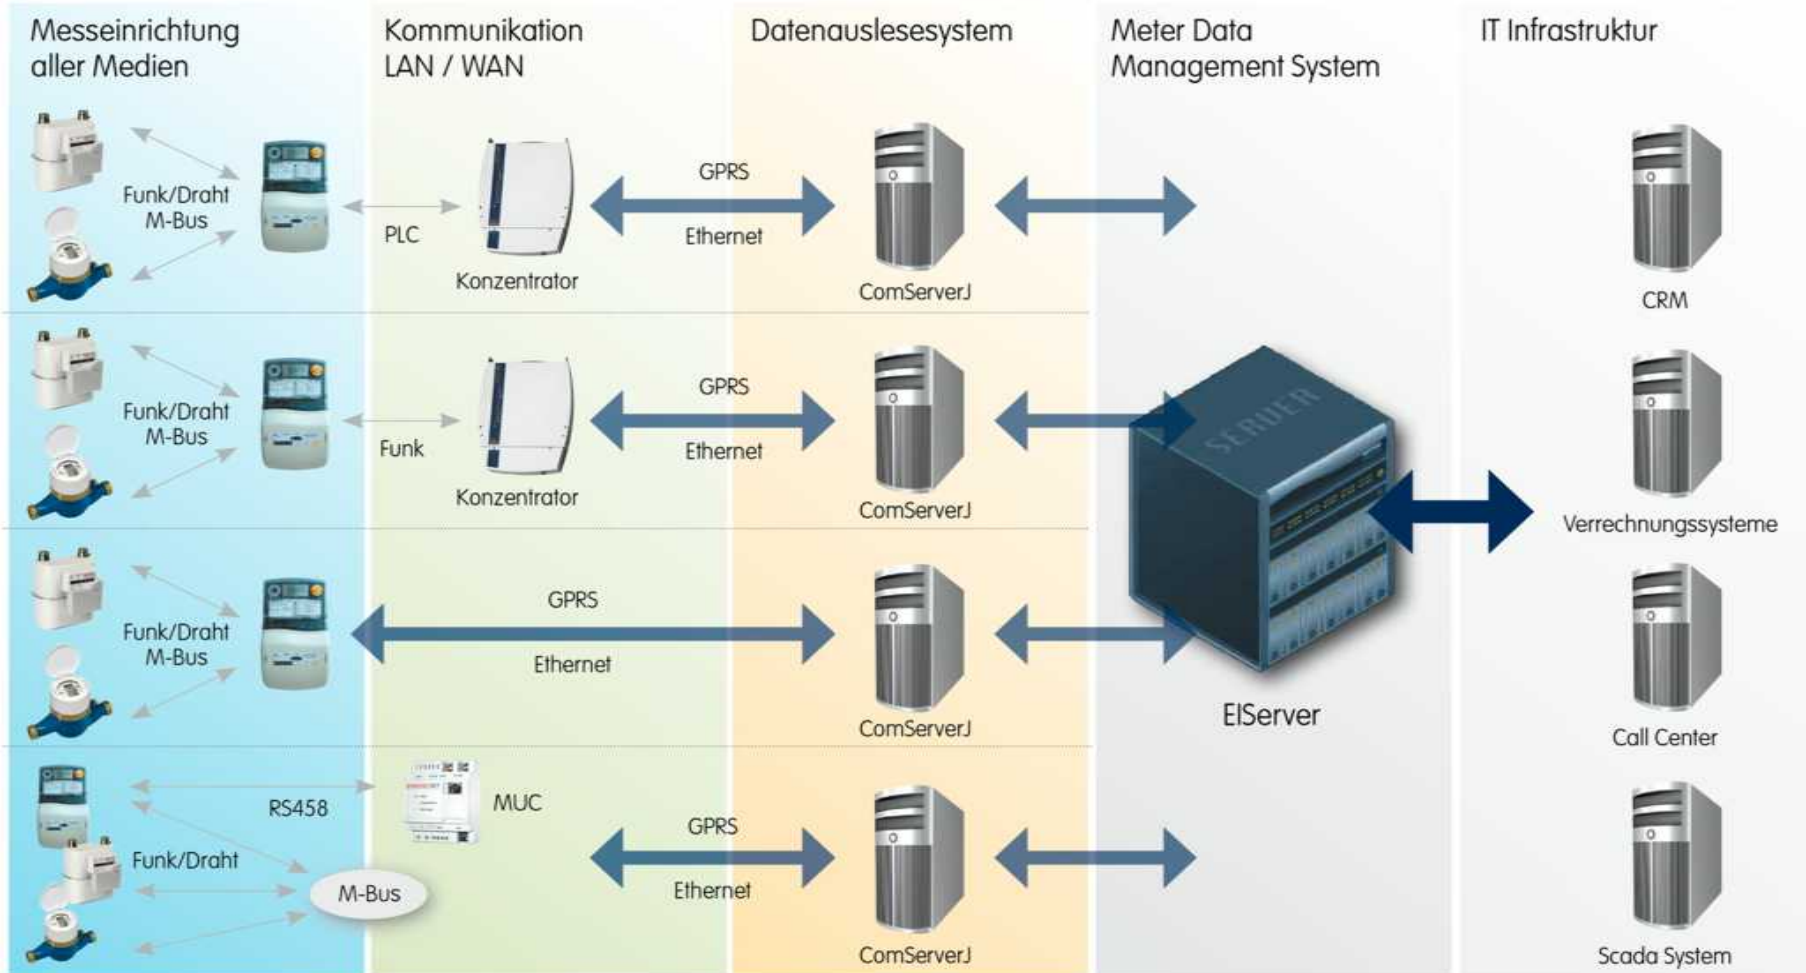 Messeinrichtung
aller Medien
Kommunikation
LAN / WAN
Datenauslesesystem
Meter Data
Management System
IT Infrastruktur
Funk/Draht
M-Bus
PLC
Konzentrator
GPRS
Ethernet
ComServerJ
CRM
Funk/Draht
M-Bus
Funk
Konzentrator
GPRS
Ethernet
ComServerJ
SERVER
Verrechnungssysteme
Funk/Draht
M-Bus
GPRS
Ethernet
ComServerJ
EIServer
Call Center
RS458
MUC
Funk/Draht
M-Bus
GPRS
Ethernet
ComServerJ
Scada System